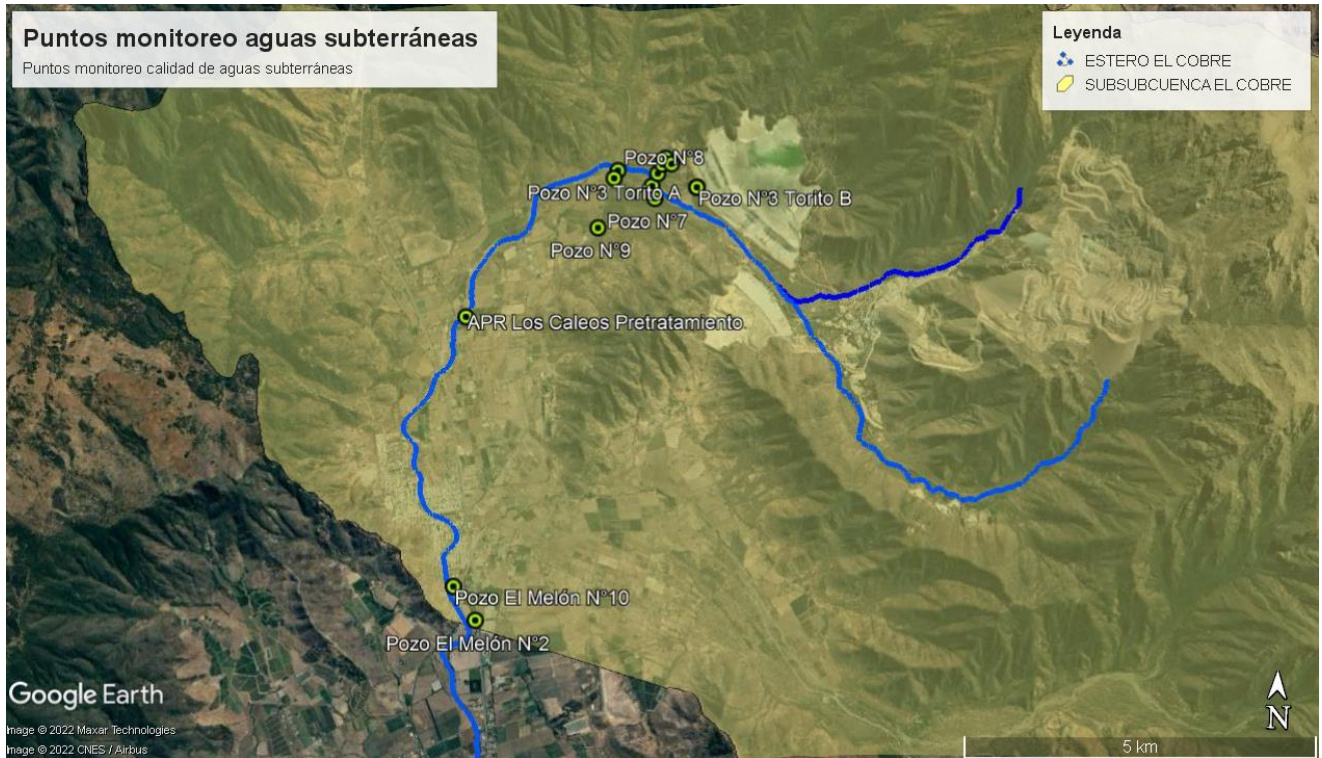 Puntos monitoreo aguas subterráneas
Puntos monitoreo calidad de aguas subterráneas
Leyenda
ESTERO EL COBRE
SUBSUBCUENCA EL COBRE
Pozo N°8
Pozo N°3 Torito A
Pozo N°3 Torito B
Pozo N°7
Pozo N°9
APR Los Caleos Pretratamiento
Pozo El Melón N°10
Pozo El Melón N°2
Google Earth
Image © 2022 Maxar Technologies
Image © 2022 CNES / Airbus
N
5 km